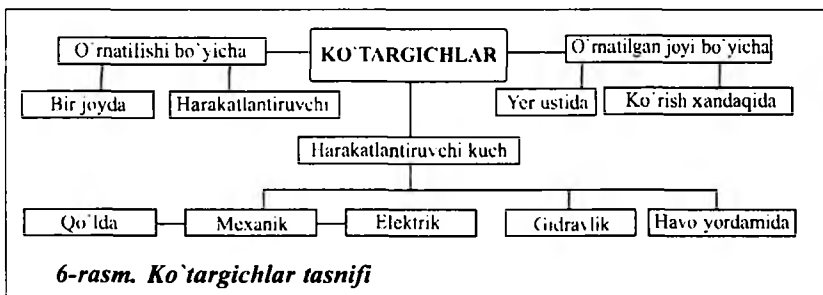 O`rnatilishi bo`yicha
KO`TARGICHLAR
O`rnatilgan joyi bo`yicha
Bir joyda
Harakatlantiruvchi
Yer ustida
Ko`rish xandaqida
Harakatlantiruvchi kuch
Qo`lda
Mexanik
Elektrik
Gidravlik
Havo yordamida
6-rasm. Ko`targichlar tasnifi